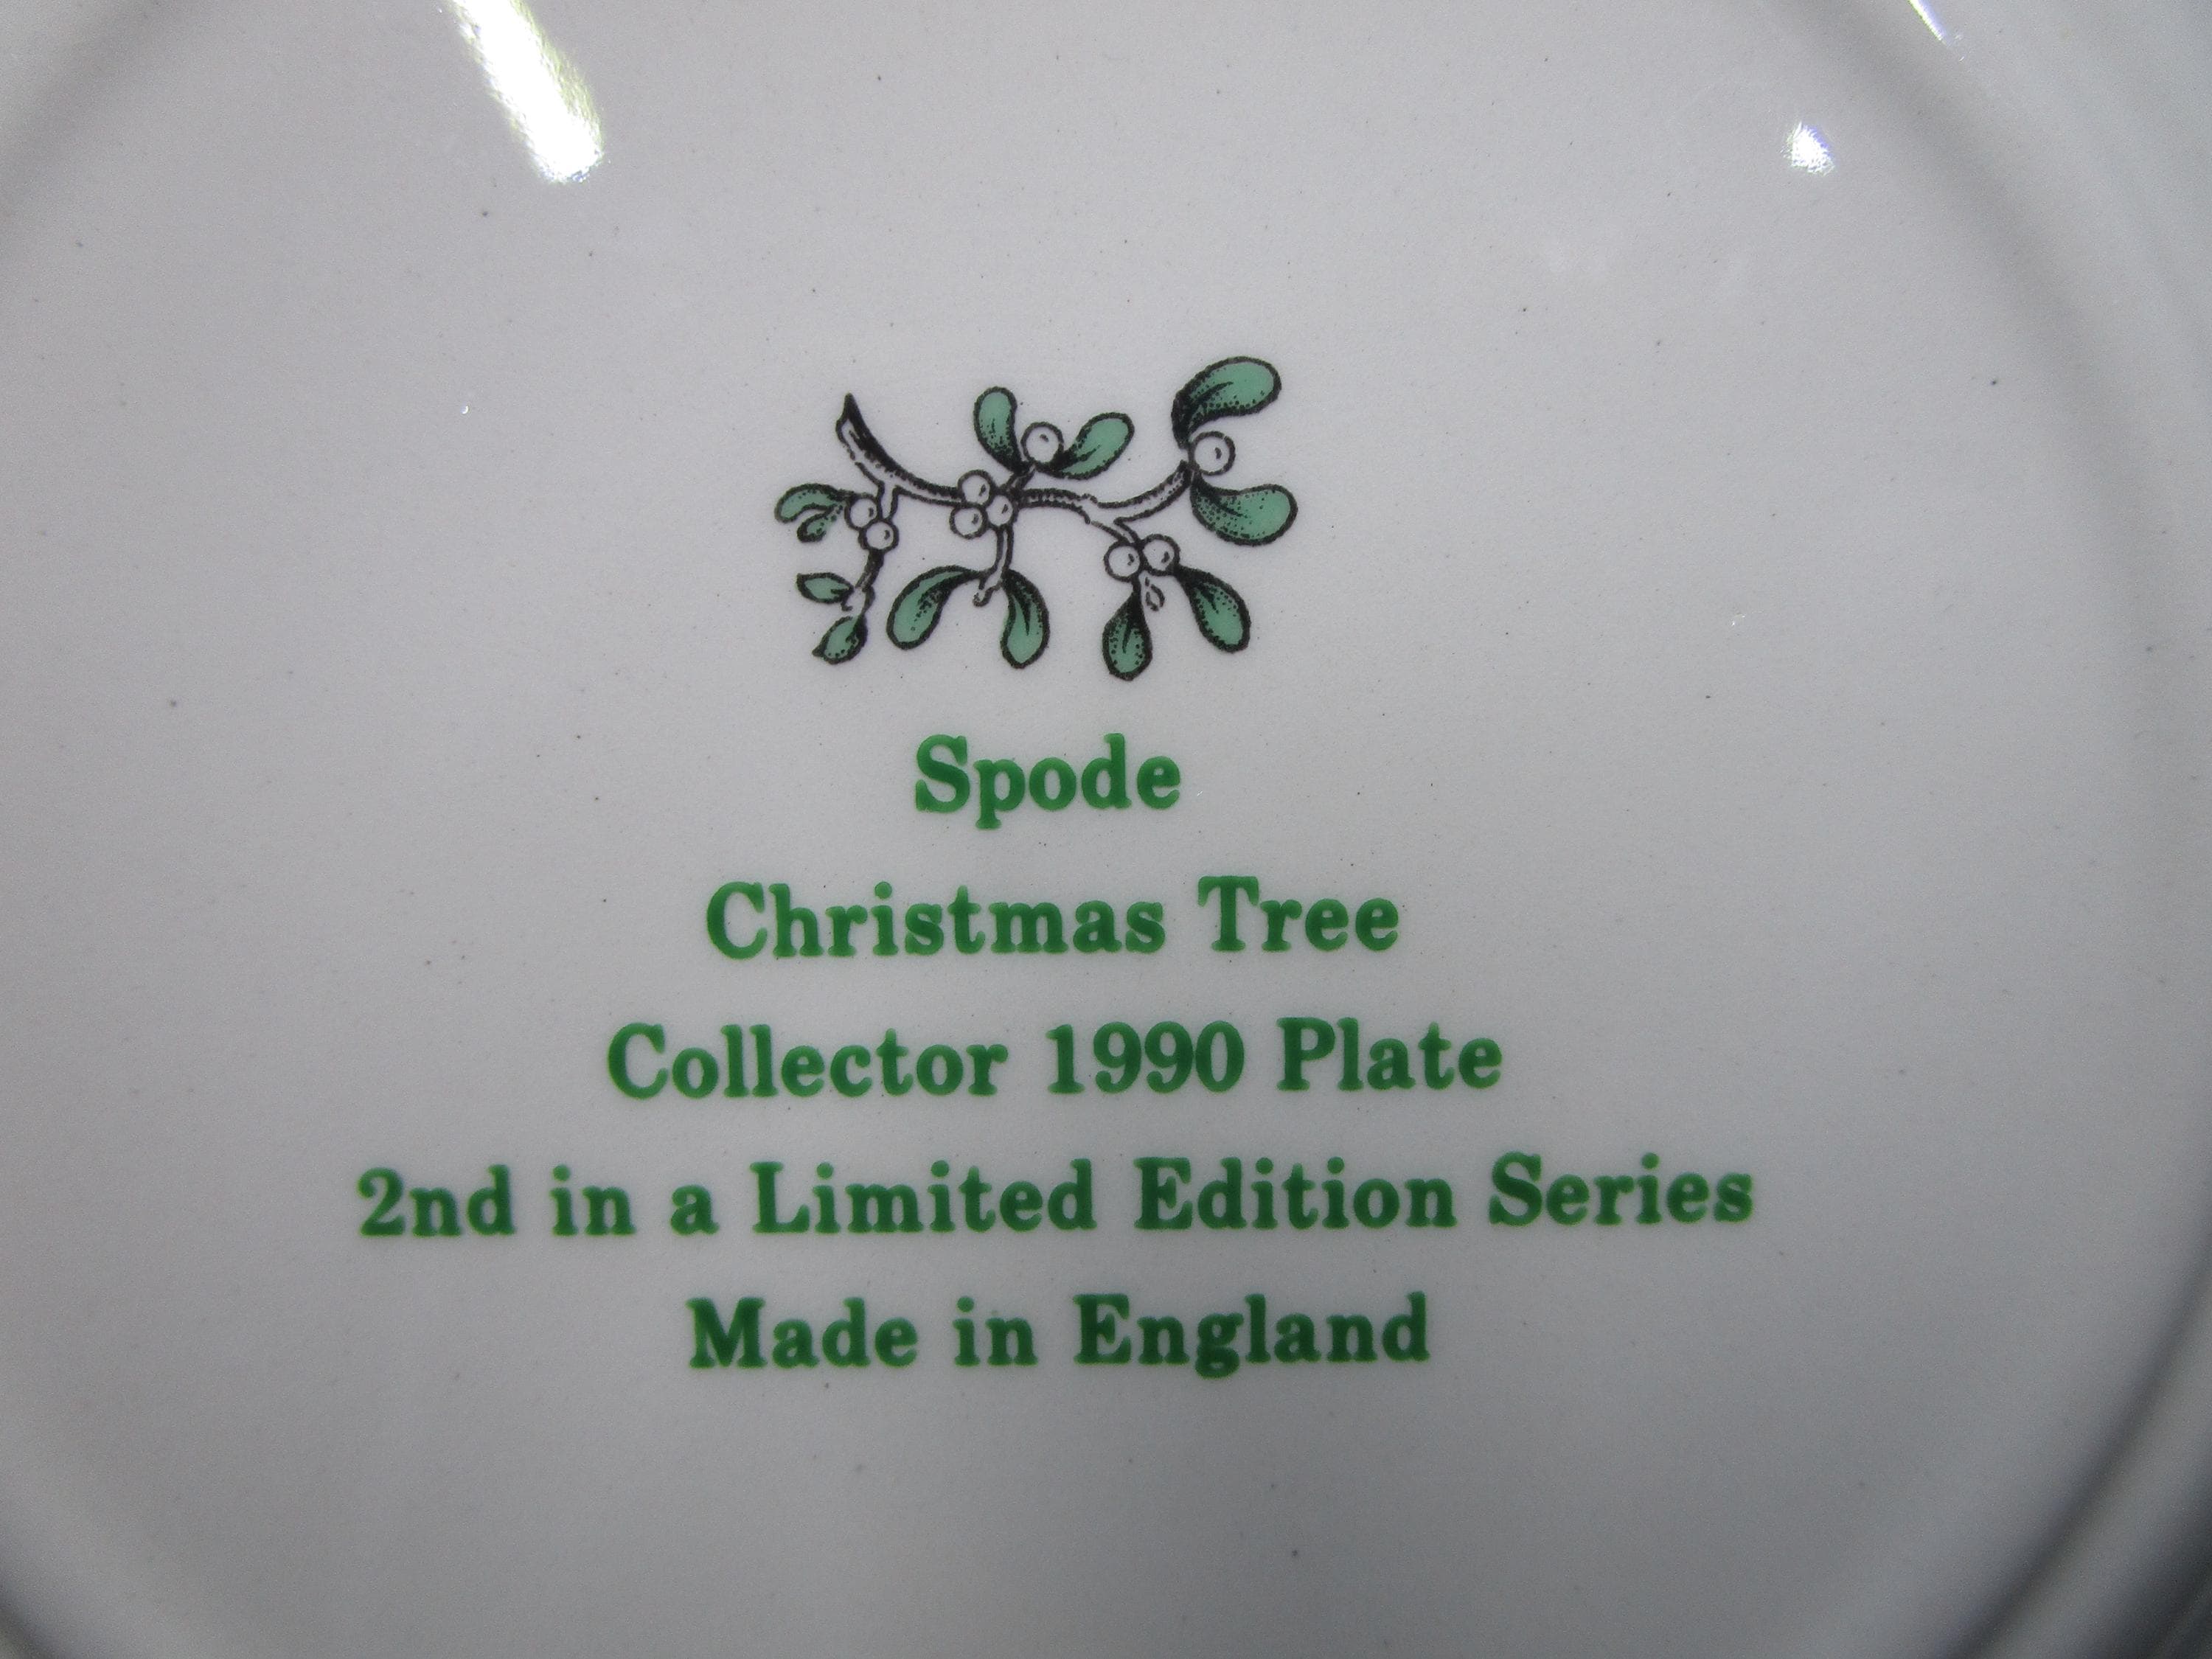 Spode
Christmas Tree
Collector 1990 Plate
2nd in a Limited Edition Series
Made in England